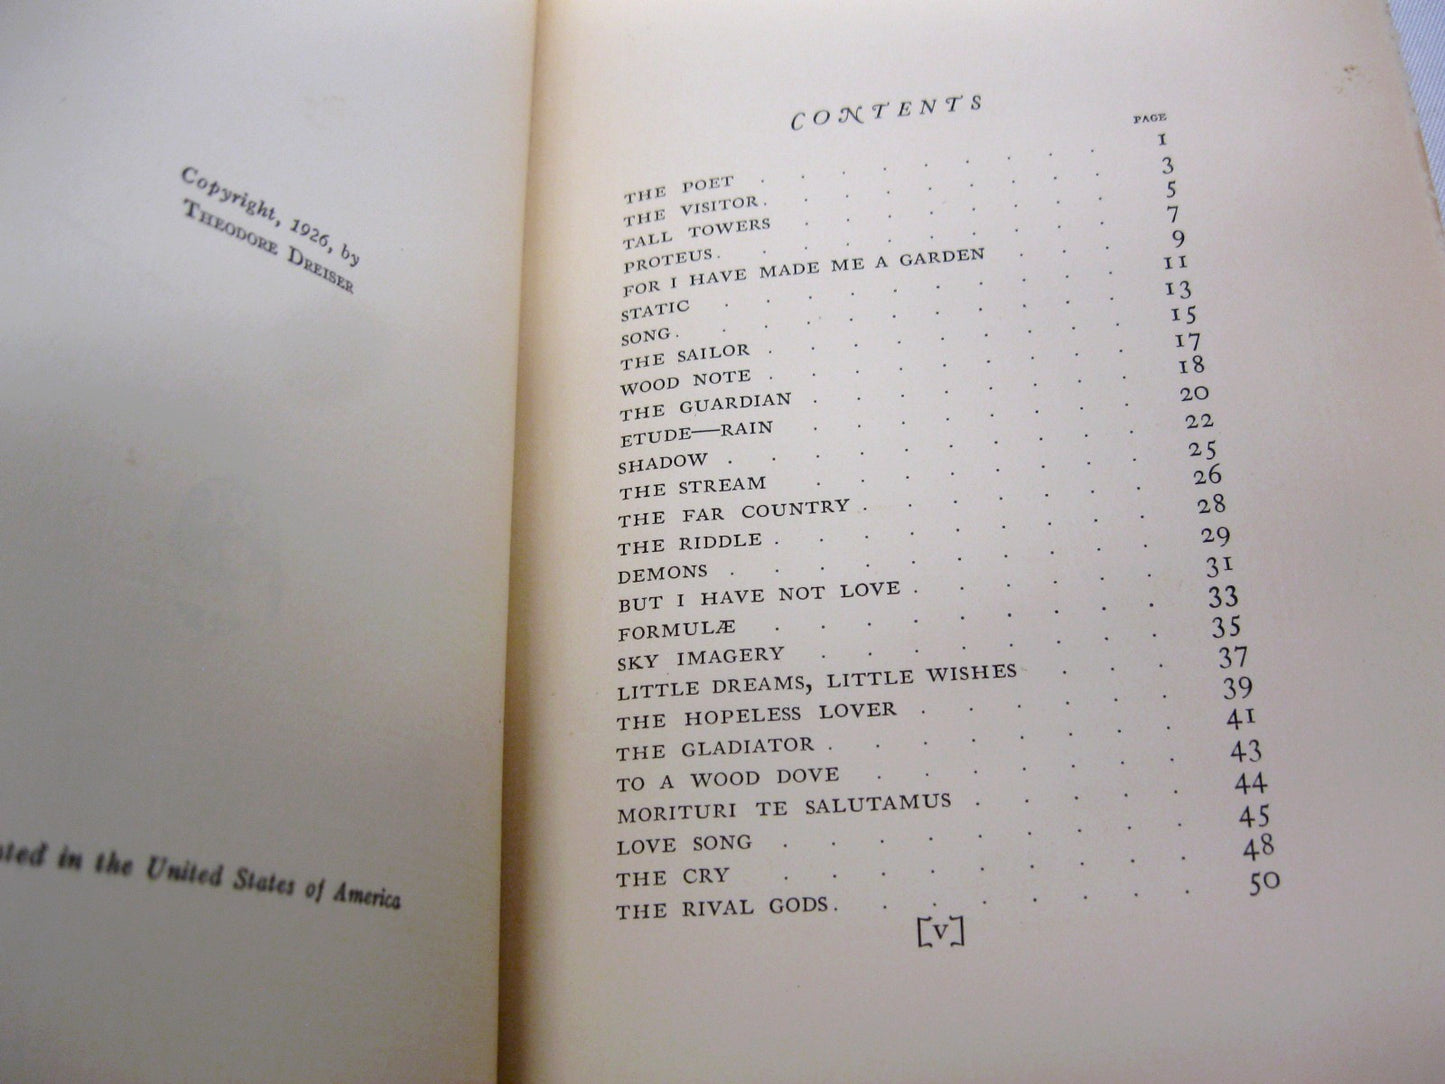 Copyright, 1926, by
THEODORE DREISER
in the United States of America
CONTENTS
PAGE
THE POET . . . . . . . . . 1
THE VISITOR . . . . . . . . 3
TALL TOWERS . . . . . . . . 5
PROTEUS . . . . . . . . . 7
FOR I HAVE MADE ME A GARDEN . . . 9
STATIC . . . . . . . . . . 11
SONG . . . . . . . . . . 13
THE SAILOR . . . . . . . . . 15
WOOD NOTE . . . . . . . . . 17
THE GUARDIAN . . . . . . . . 18
ETUDE—RAIN . . . . . . . . 20
SHADOW . . . . . . . . . . 22
THE STREAM . . . . . . . . 25
THE FAR COUNTRY . . . . . . . 26
THE RIDDLE . . . . . . . . . 28
DEMONS . . . . . . . . . . 29
BUT I HAVE NOT LOVE . . . . . . 31
FORMULÆ . . . . . . . . . 33
SKY IMAGERY . . . . . . . . 35
LITTLE DREAMS, LITTLE WISHES . . . 37
THE HOPELESS LOVER . . . . . . 39
THE GLADIATOR . . . . . . . . 41
TO A WOOD DOVE . . . . . . . 43
MORITURI TE SALUTAMUS . . . . . 44
LOVE SONG . . . . . . . . . 45
THE CRY . . . . . . . . . 48
THE RIVAL GODS . . . . . . . . 50
[v]